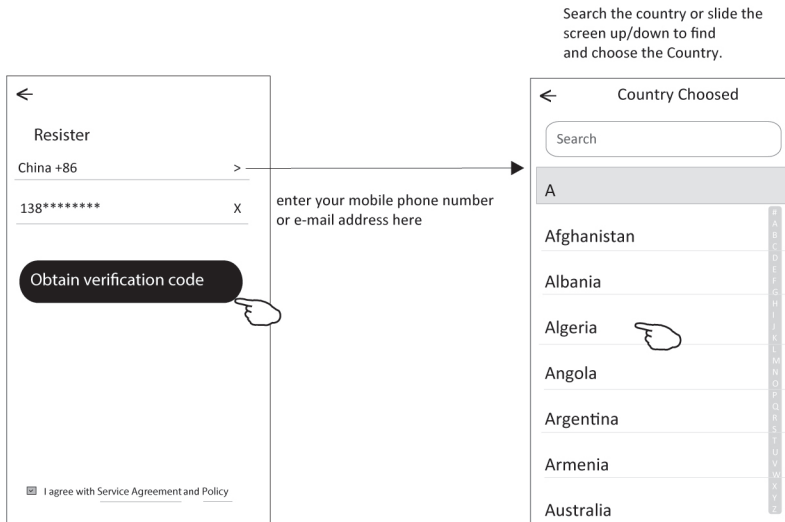 Search the country or slide the
screen up/down to find
and choose the Country.
Resister
China +86 >
138******** X
enter your mobile phone number
or e-mail address here
Obtain verification code
I agree with Service Agreement and Policy
Country Choosed
Search
A
Afghanistan
Albania
Algeria
Angola
Argentina
Armenia
Australia
#
A
B
C
D
E
F
G
H
I
J
K
L
M
N
O
P
Q
R
S
T
U
V
W
X
Y
Z